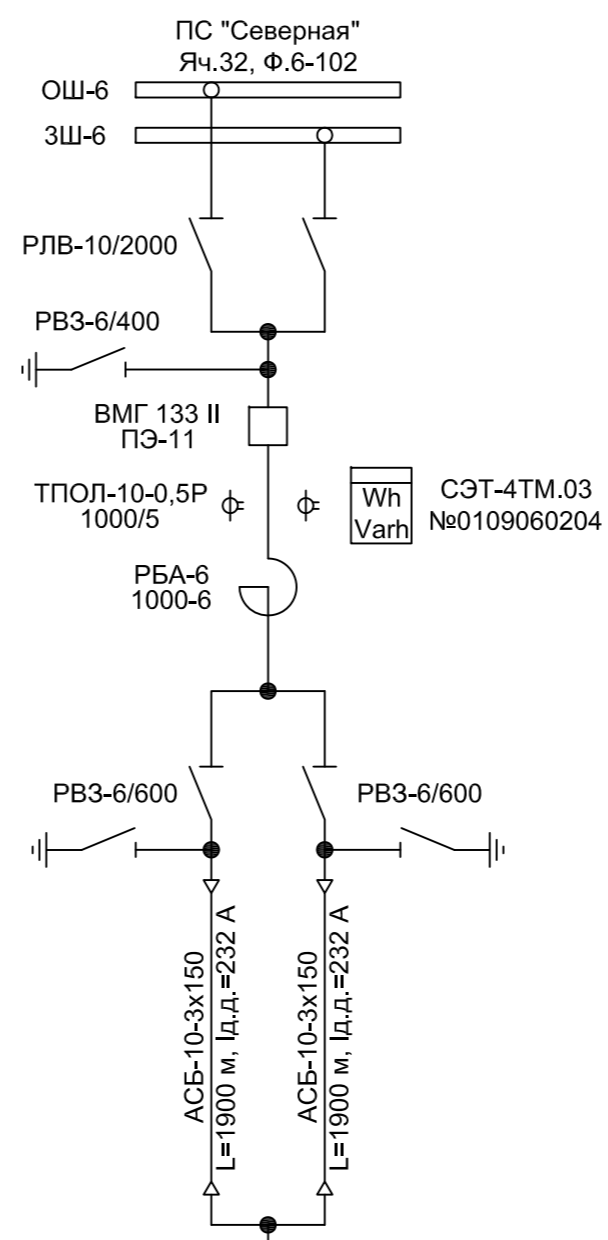 ПС "Северная"
Яч.32, Ф.6-102
ОШ-6
3Ш-6
РЛВ-10/2000
РВЗ-6/400
ВМГ 133 II
ПЭ-11
ТПОЛ-10-0,5Р
1000/5
Wh
Varh
СЭТ-4ТМ.03
№0109060204
РБА-6
1000-6
РВЗ-6/600
РВЗ-6/600
АСБ-10-3х150
L=1900 м, Iд.д.=232 А
АСБ-10-3х150
L=1900 м, Iд.д.=232 А